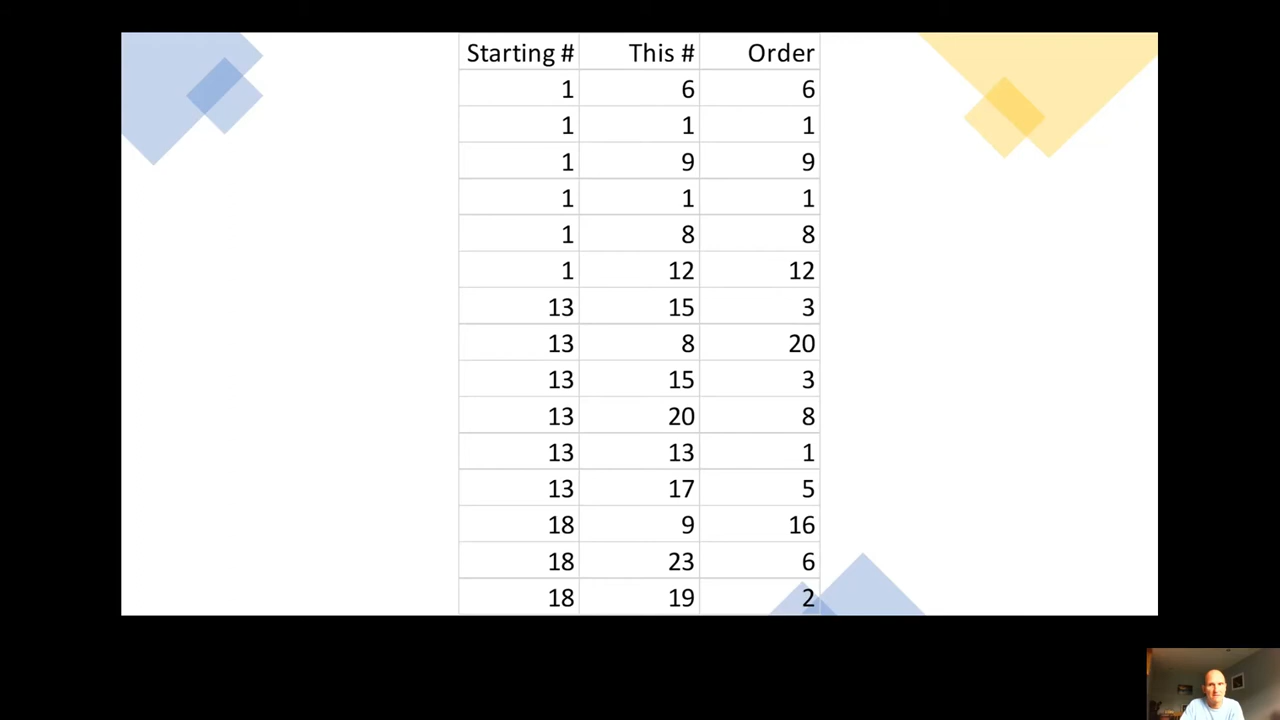 Starting # This # Order
1 6 6
1 1 1
1 9 9
1 1 1
1 8 8
1 12 12
13 15 3
13 8 20
13 15 3
13 20 8
13 13 1
13 17 5
18 9 16
18 23 6
18 19 2